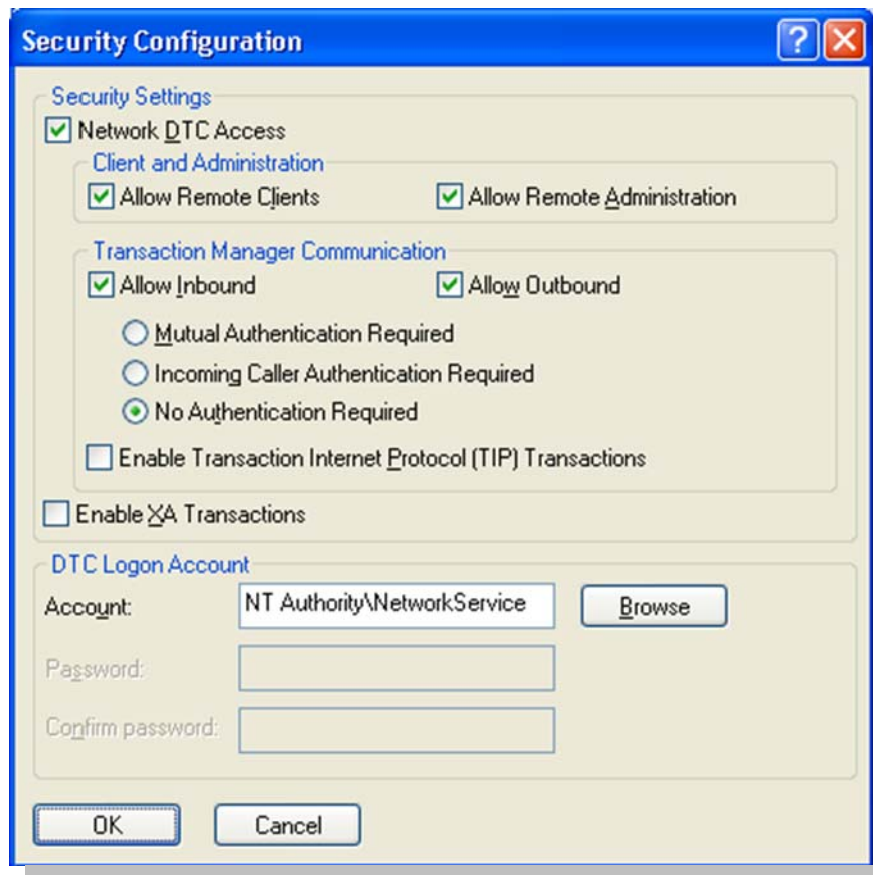 Security Configuration
Security Settings
Network DTC Access
Client and Administration
Allow Remote Clients
Allow Remote Administration
Transaction Manager Communication
Allow Inbound
Allow Outbound
Mutual Authentication Required
Incoming Caller Authentication Required
No Authentication Required
Enable Transaction Internet Protocol (TIP) Transactions
Enable XA Transactions
DTC Logon Account
Account:
NT Authority\NetworkService
Browse
Password:
Confirm password:
OK
Cancel